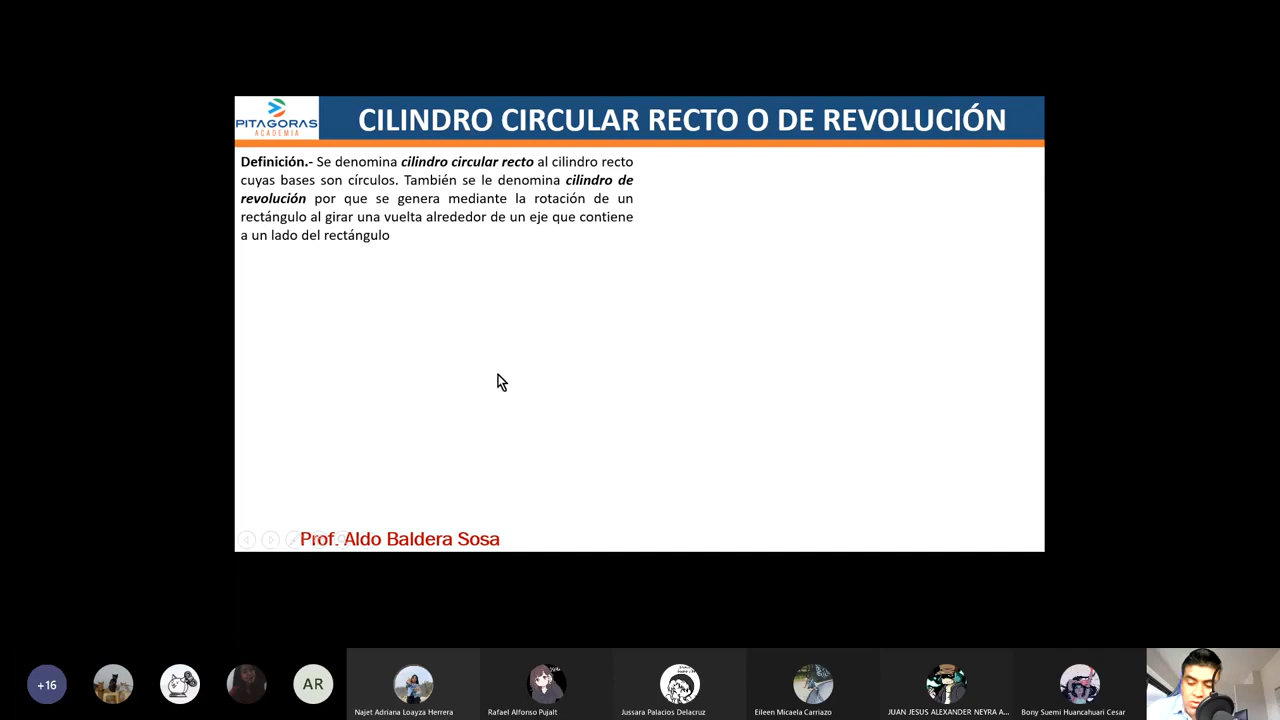 PITAGORAS
ACADEMIA
CILINDRO CIRCULAR RECTO O DE REVOLUCIÓN
Definición.- Se denomina cilindro circular recto al cilindro recto
cuyas bases son círculos. También se le denomina cilindro de
revolución por que se genera mediante la rotación de un
rectángulo al girar una vuelta alrededor de un eje que contiene
a un lado del rectángulo
Prof. Aldo Baldera Sosa
+16
AR
Najet Adriana Loayza Herrera
Rafael Alfonso Pujalt
Jussara Palacios Delacruz
Eileen Micaela Carriazo
JUAN JESUS ALEXANDER NEYRA A...
Bony Suemi Huancahuari Cesar